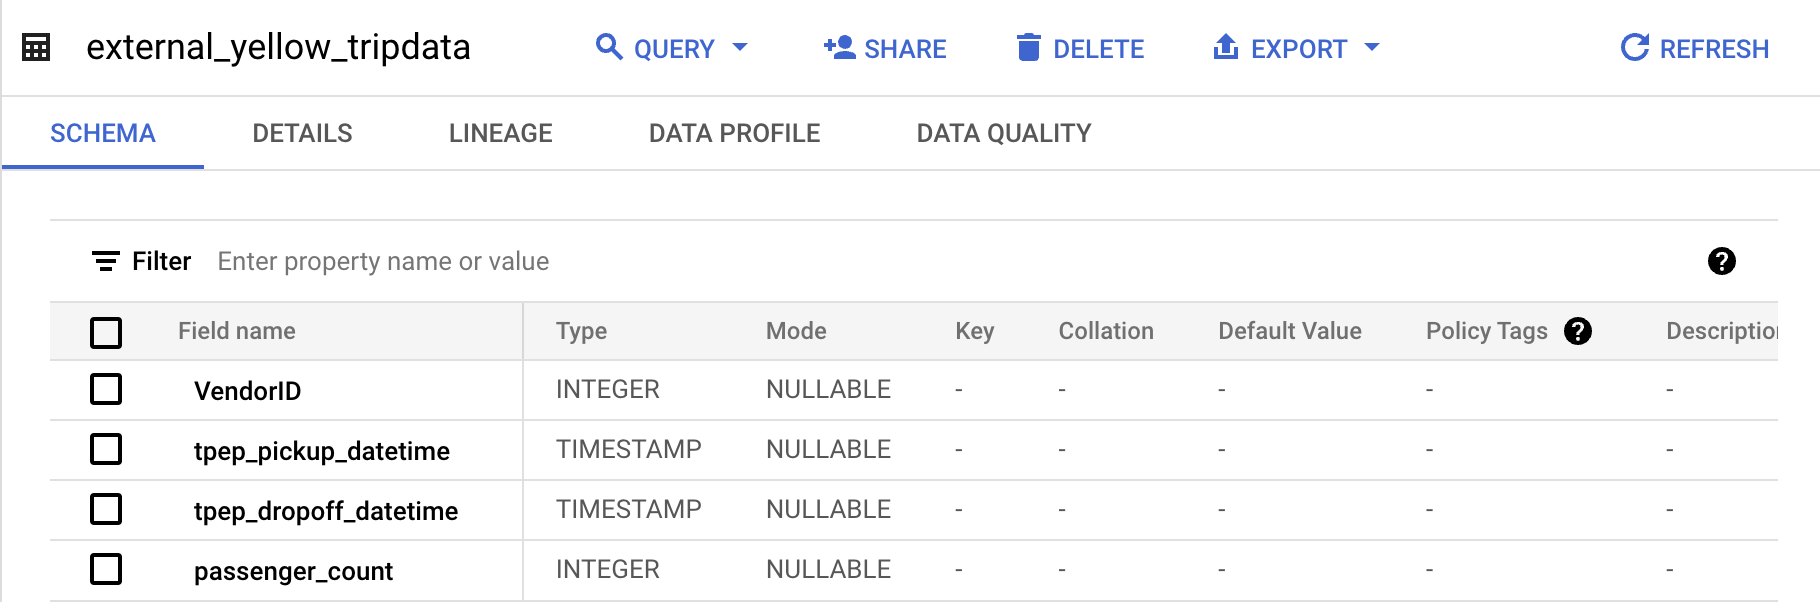 external_yellow_tripdata QUERY SHARE DELETE EXPORT REFRESH
SCHEMA DETAILS LINEAGE DATA PROFILE DATA QUALITY
Filter Enter property name or value ?
Field name Type Mode Key Collation Default Value Policy Tags ? Description
VendorID INTEGER NULLABLE - - - - -
tpep_pickup_datetime TIMESTAMP NULLABLE - - - - -
tpep_dropoff_datetime TIMESTAMP NULLABLE - - - - -
passenger_count INTEGER NULLABLE - - - - -